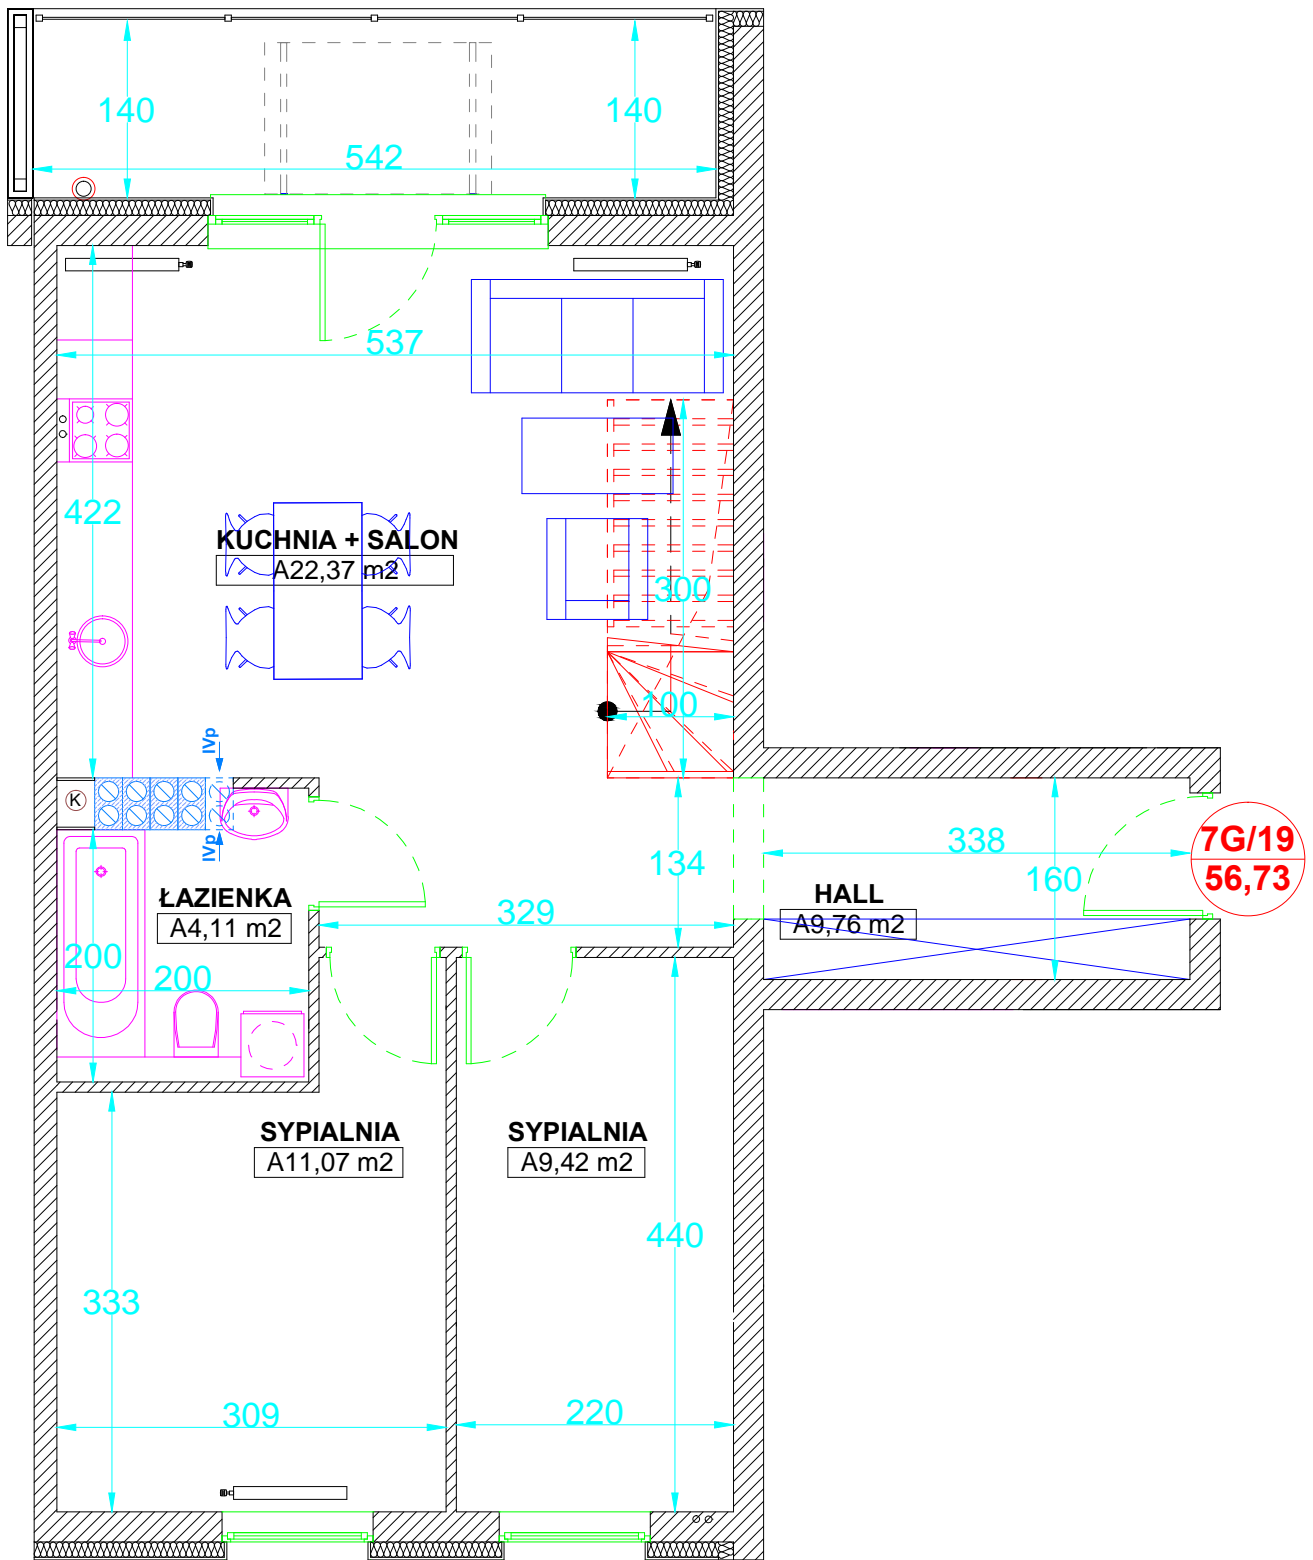 140
140
542
537
422
KUCHNIA + SALON
A22,37 m2
300
100
IVp
K
IVp
7G/19
56,73
338
134
160
HALL
A9,76 m2
ŁAZIENKA
A4,11 m2
329
200
200
SYPIALNIA
A11,07 m2
SYPIALNIA
A9,42 m2
440
333
309
220